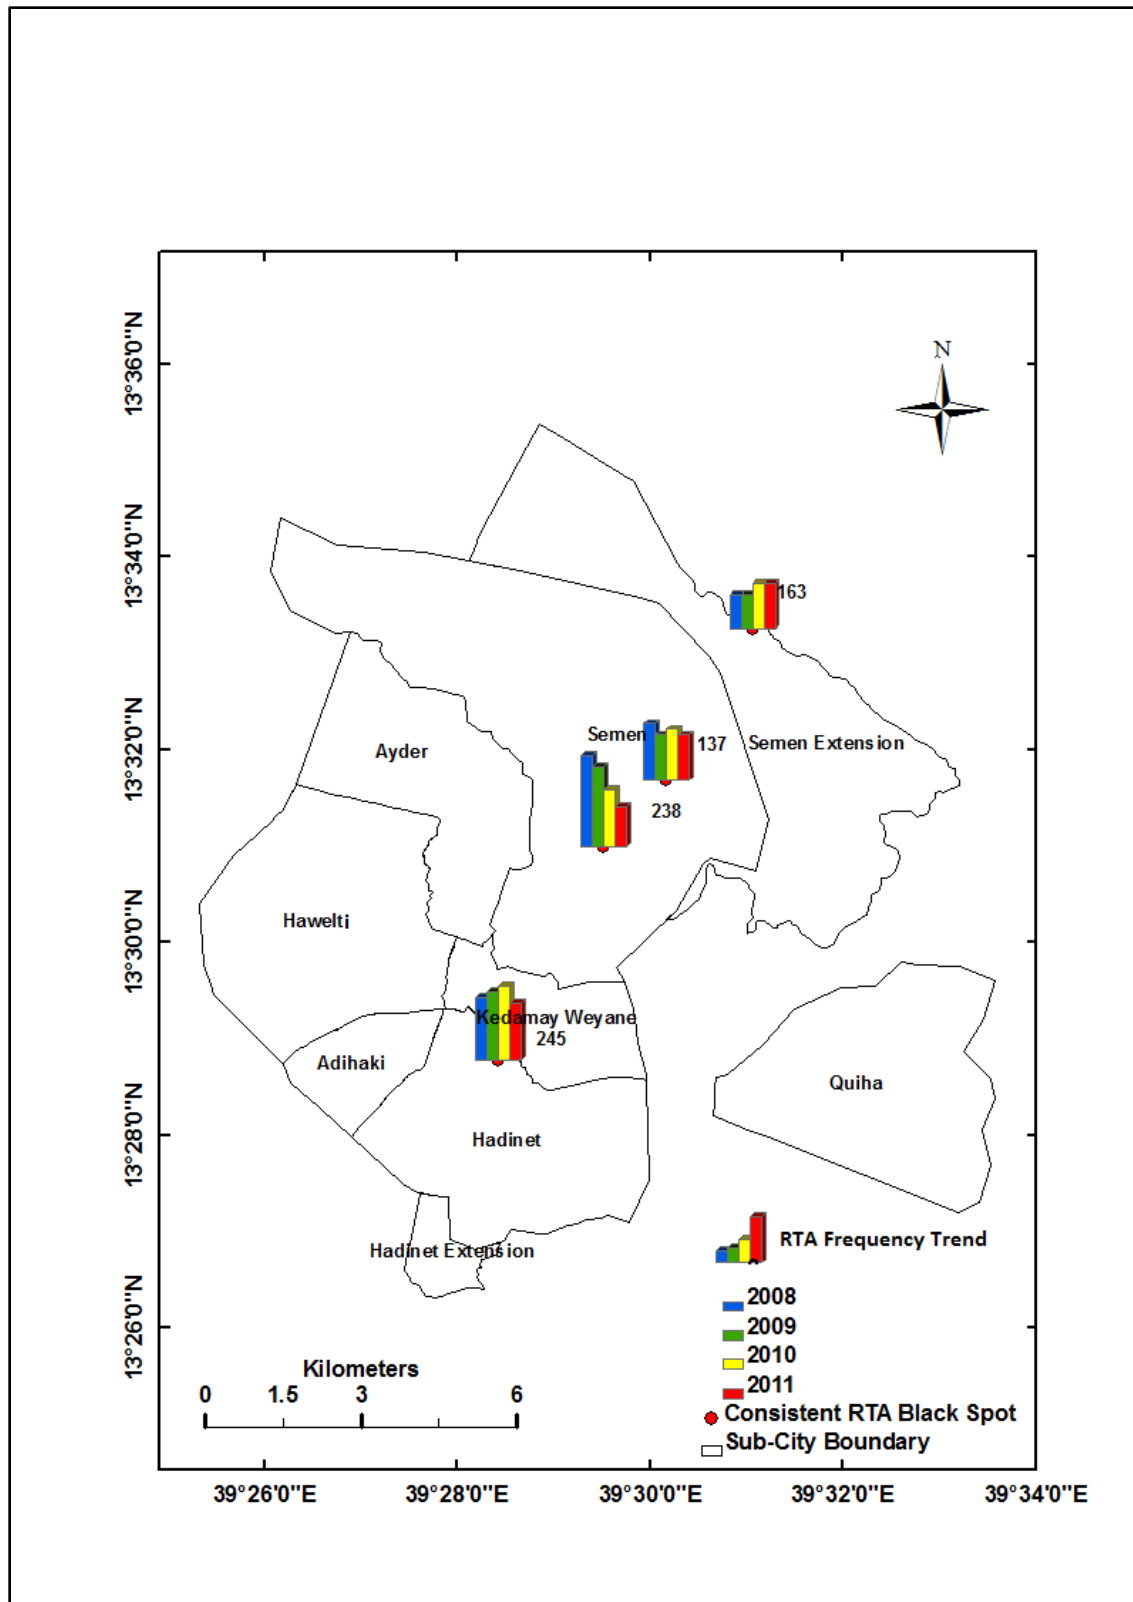 N
13°36'0"N
13°34'0"N
13°32'0"N
13°30'0"N
13°28'0"N
13°26'0"N
163
Semen
137
Semen Extension
Ayder
238
Hawelti
Kedamay Weyane
245
Adihaki
Quiha
Hadinet
Hadinet Extension
RTA Frequency Trend
2008
2009
2010
2011
Consistent RTA Black Spot
Sub-City Boundary
Kilometers
0 1.5 3 6
39°26'0"E 39°28'0"E 39°30'0"E 39°32'0"E 39°34'0"E